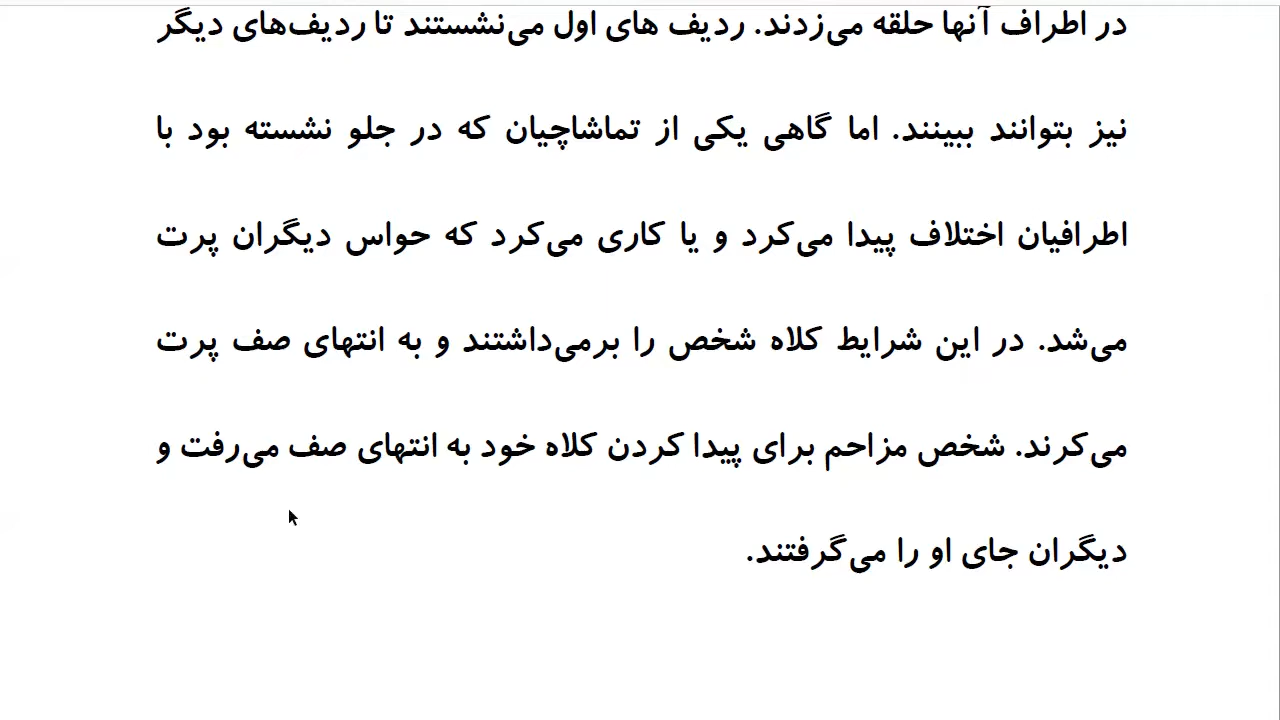 در اطراف آنها حلقه می‌زدند. ردیف های اول می‌نشستند تا ردیف‌های دیگر
نیز بتوانند ببینند. اما گاهی یکی از تماشاچیان که در جلو نشسته بود با
اطرافیان اختلاف پیدا می‌کرد و یا کاری می‌کرد که حواس دیگران پرت
می‌شد. در این شرایط کلاه شخص را برمی‌داشتند و به انتهای صف پرت
می‌کرند. شخص مزاحم برای پیدا کردن کلاه خود به انتهای صف می‌رفت و
دیگران جای او را می‌گرفتند.